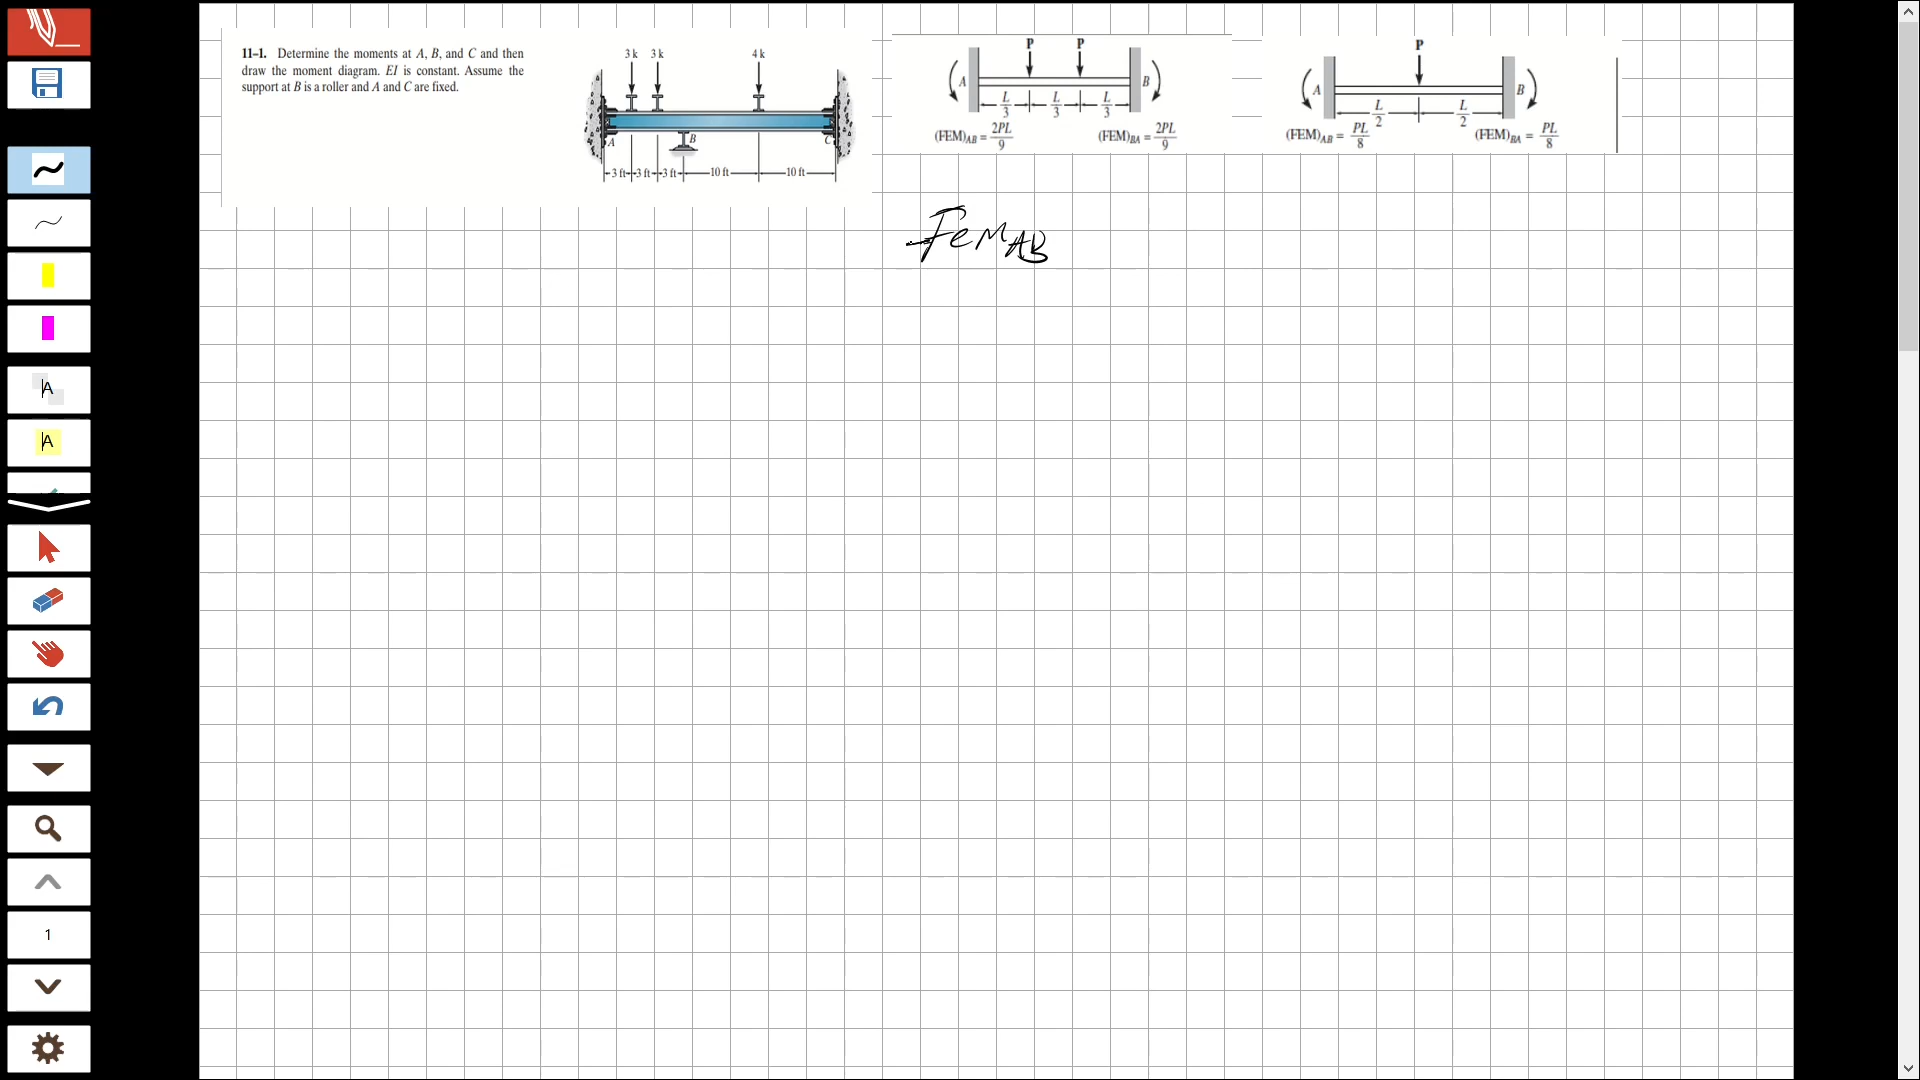 11–1. Determine the moments at A, B, and C and then
draw the moment diagram. EI is constant. Assume the
support at B is a roller and A and C are fixed.
3 k 3 k 4 k
A B C
3 ft 3 ft 3 ft 10 ft 10 ft
P P
A B
L/3 L/3 L/3
(FEM)AB = 2PL/9 (FEM)BA = 2PL/9
P
A B
L/2 L/2
(FEM)AB = PL/8 (FEM)BA = PL/8
FeMAB
A
A
1